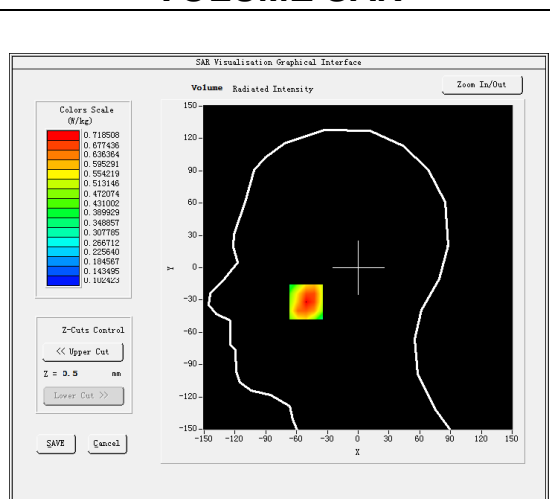 VOLUME SAR
SAR Visualisation Graphical Interface
Volume Radiated Intensity
Zoom In/Out
Colors Scale
(W/kg)
0.718508
0.677436
0.636364
0.595291
0.554219
0.513146
0.472074
0.431002
0.389929
0.348857
0.307785
0.266712
0.225640
0.184567
0.143495
0.102423
Z-Cuts Control
<< Upper Cut
Z = 0.5 mm
Lower Cut >>
SAVE
Cancel
150
120
90
60
30
0
-30
-60
-90
-120
-150
Y
-150 -120 -90 -60 -30 0 30 60 90 120 150
X